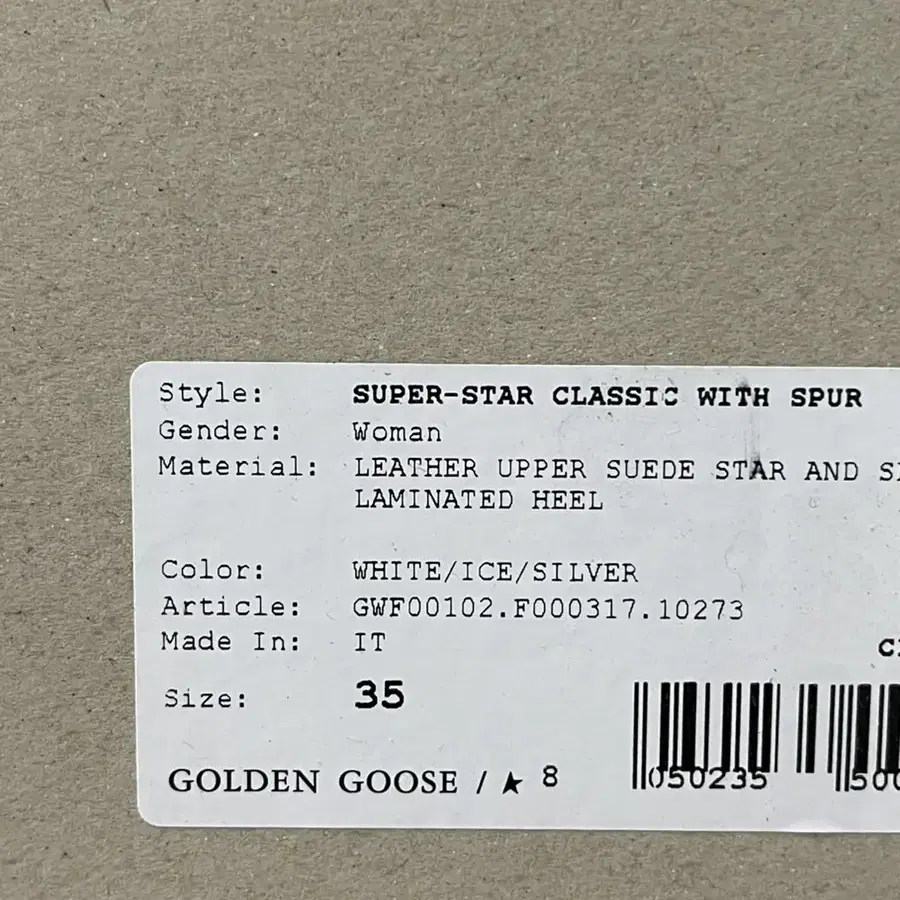 Style: SUPER-STAR CLASSIC WITH SPUR
Gender: Woman
Material: LEATHER UPPER SUEDE STAR AND
LAMINATED HEEL
Color: WHITE/ICE/SILVER
Article: GWF00102.F000317.10273
Made In: IT
Size: 35
GOLDEN GOOSE / ★ 8
050235